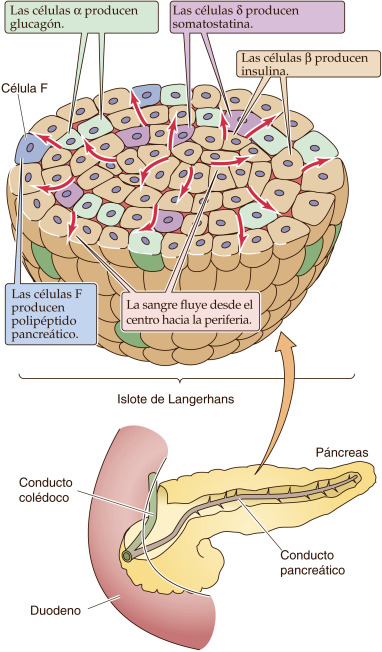 Las células α producen
glucagón.
Las células δ producen
somatostatina.
Las células β producen
insulina.
Célula F
Las células F
producen
polipéptido
pancreático.
La sangre fluye desde el
centro hacia la periferia.
Islote de Langerhans
Páncreas
Conducto
colédoco
Conducto
pancreático
Duodeno